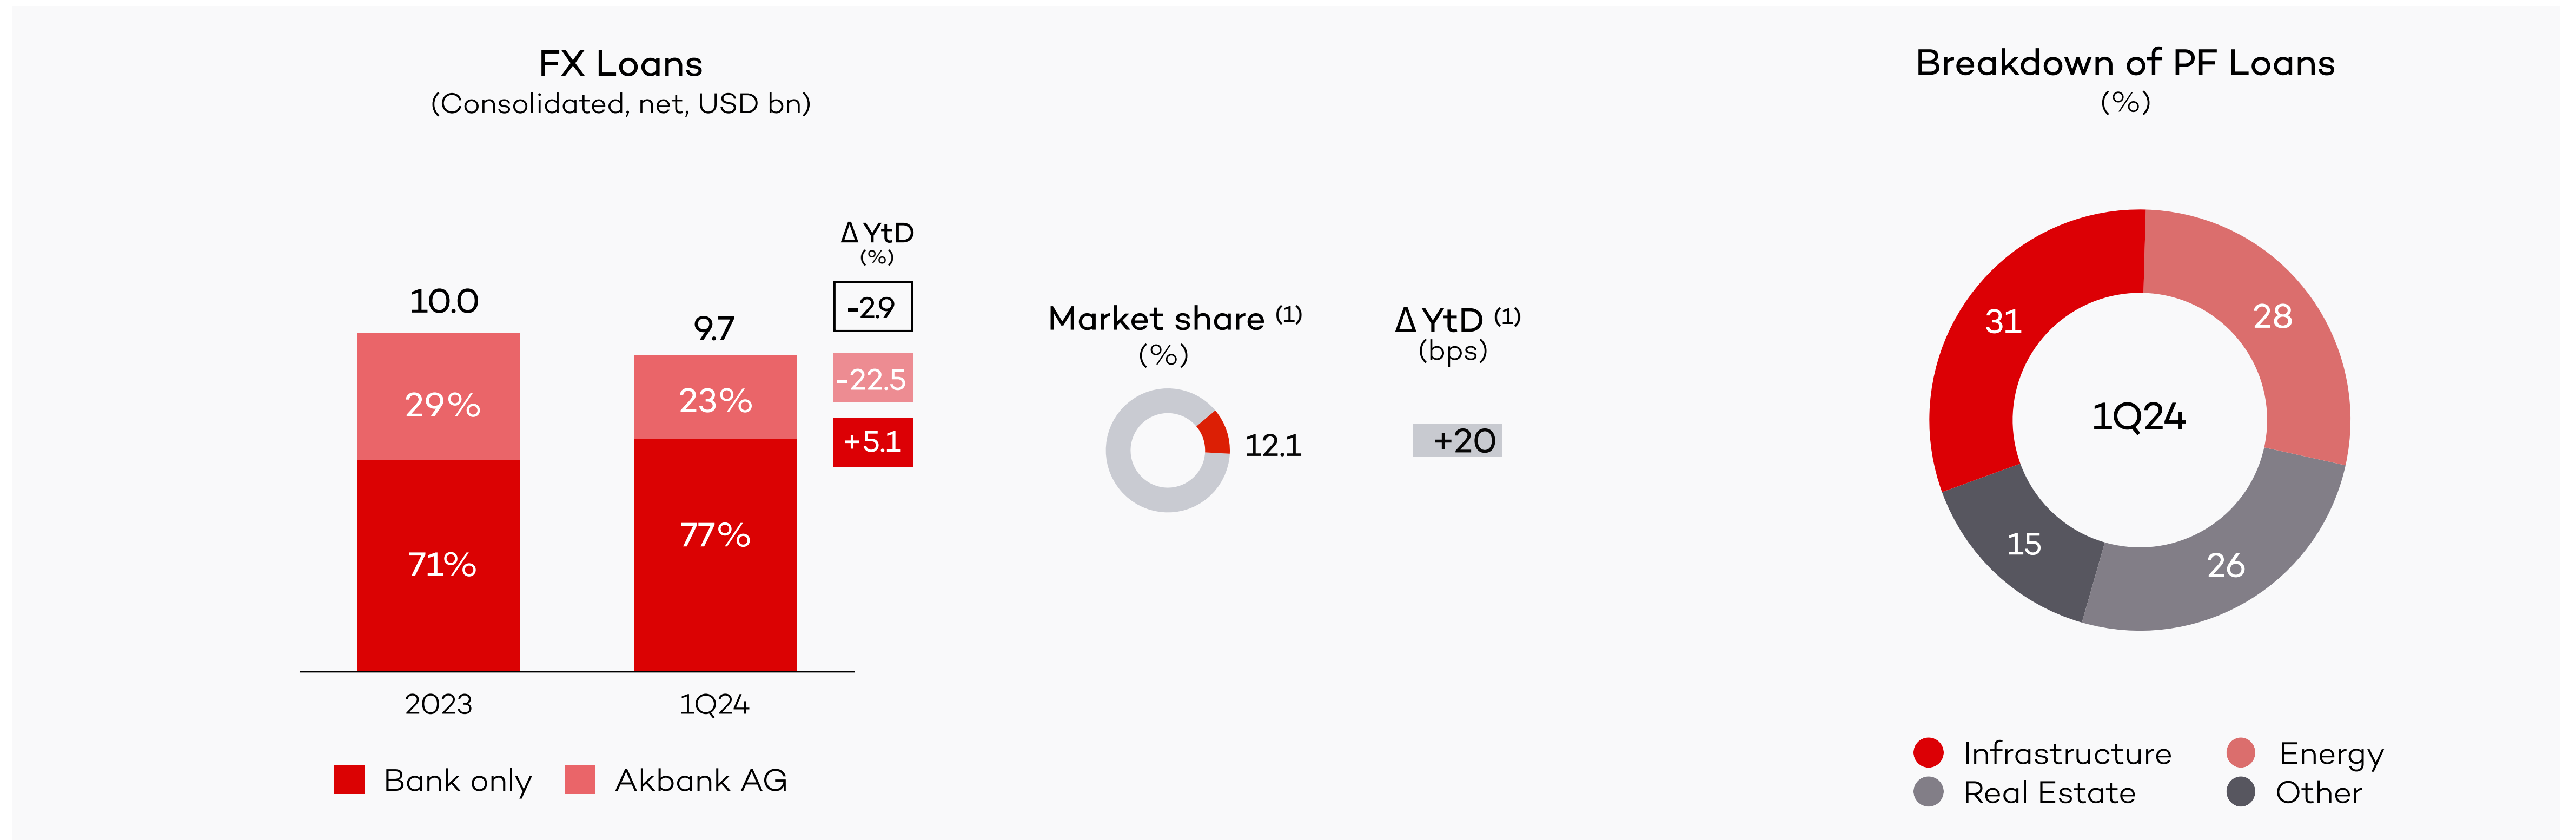 FX Loans
(Consolidated, net, USD bn)
Δ YtD
(%)
10.0
9.7
-2.9
-22.5
+5.1
29%
23%
71%
77%
2023
1Q24
Bank only
Akbank AG
Market share (1)
(%)
12.1
Δ YtD (1)
(bps)
+20
Breakdown of PF Loans
(%)
31
28
1Q24
15
26
Infrastructure
Energy
Real Estate
Other